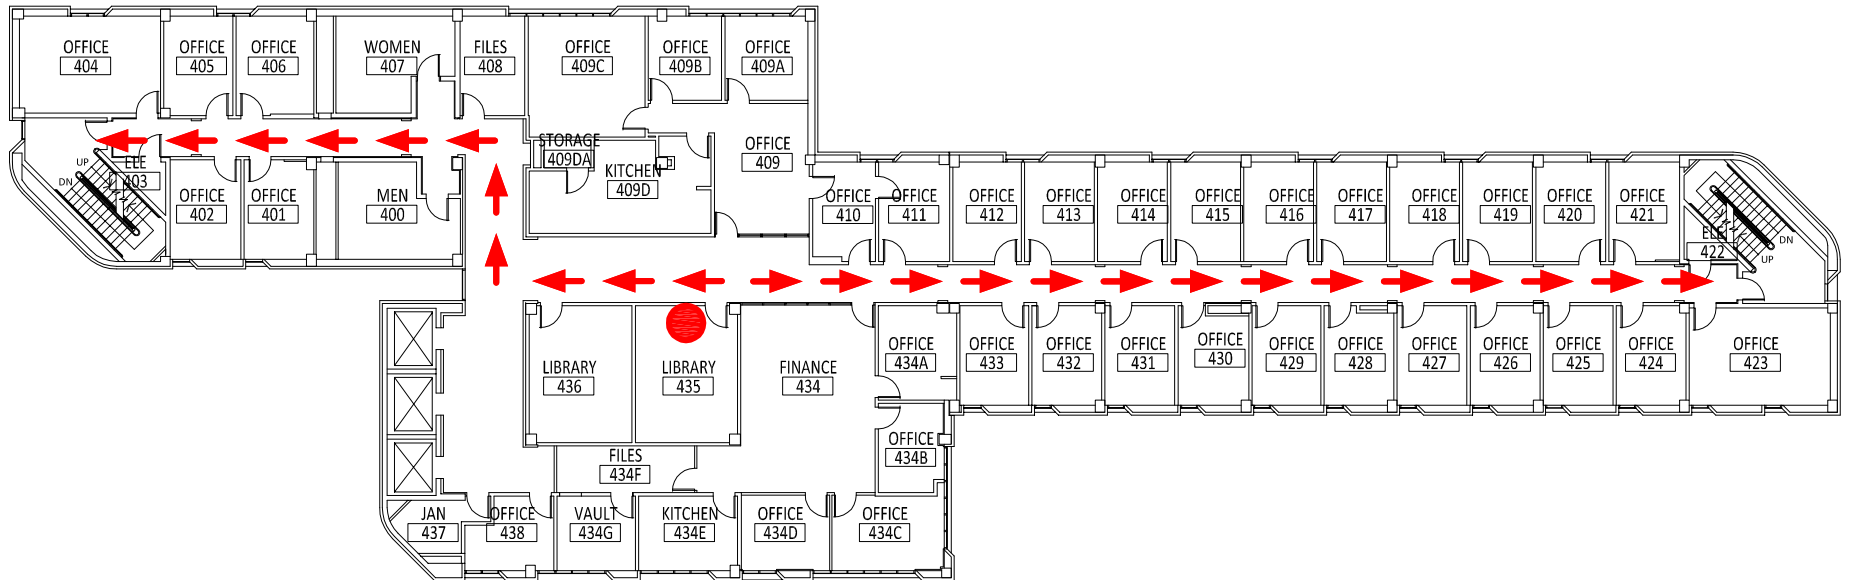 OFFICE
404
OFFICE
405
OFFICE
406
WOMEN
407
FILES
408
OFFICE
409C
OFFICE
409B
OFFICE
409A
STORAGE
409DA
KITCHEN
409D
OFFICE
409
UP
DN
ELE
403
OFFICE
402
OFFICE
401
MEN
400
OFFICE
410
OFFICE
411
OFFICE
412
OFFICE
413
OFFICE
414
OFFICE
415
OFFICE
416
OFFICE
417
OFFICE
418
OFFICE
419
OFFICE
420
OFFICE
421
ELE
422
DN
UP
LIBRARY
436
LIBRARY
435
FINANCE
434
OFFICE
434A
OFFICE
433
OFFICE
432
OFFICE
431
OFFICE
430
OFFICE
429
OFFICE
428
OFFICE
427
OFFICE
426
OFFICE
425
OFFICE
424
OFFICE
423
OFFICE
434B
FILES
434F
JAN
437
OFFICE
438
VAULT
434G
KITCHEN
434E
OFFICE
434D
OFFICE
434C